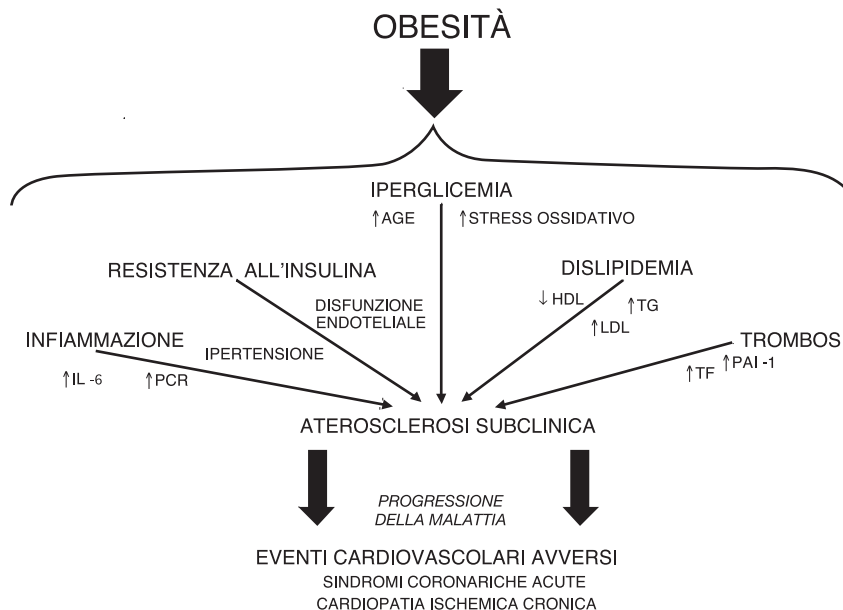 OBESITÀ
IPERGLICEMIA
↑AGE ↑STRESS OSSIDATIVO
RESISTENZA ALL'INSULINA
DISLIPIDEMIA
↓ HDL ↑TG
DISFUNZIONE
ENDOTELIALE
↑LDL
INFIAMMAZIONE
IPERTENSIONE
TROMBOS
↑IL -6 ↑PCR
↑TF ↑PAI -1
ATEROSCLEROSI SUBCLINICA
PROGRESSIONE
DELLA MALATTIA
EVENTI CARDIOVASCOLARI AVVERSI
SINDROMI CORONARICHE ACUTE
CARDIOPATIA ISCHEMICA CRONICA